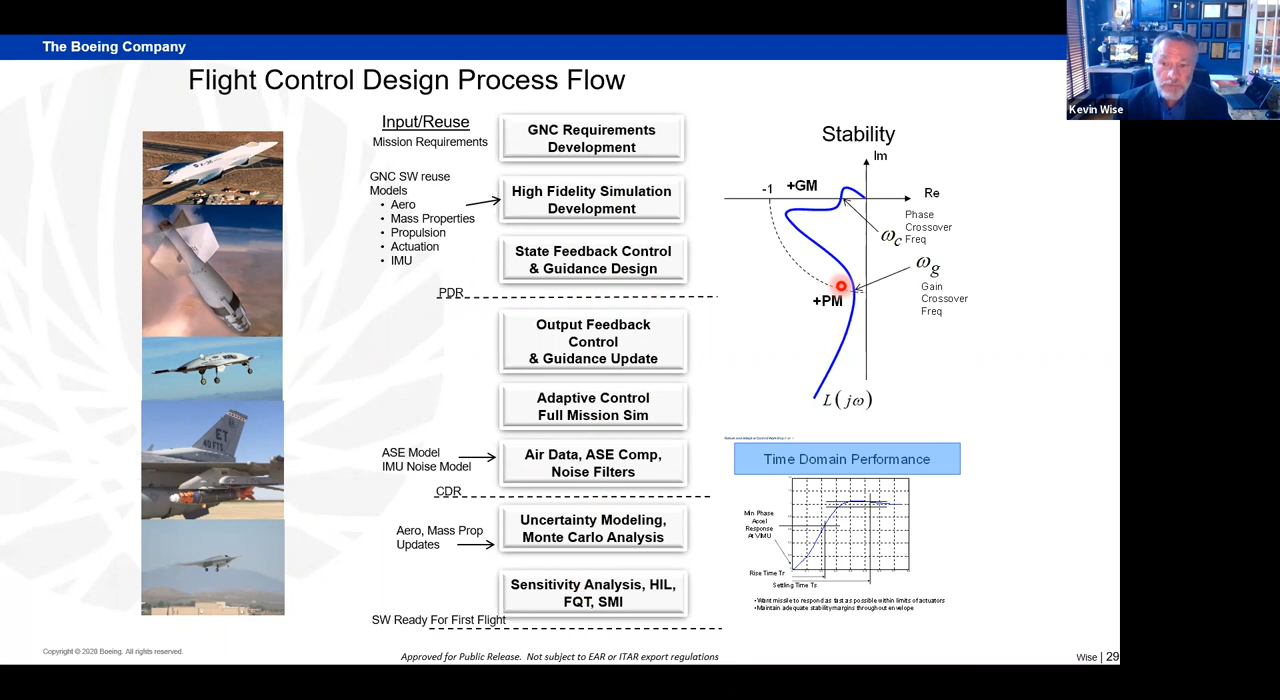 The Boeing Company
Kevin Wise
Flight Control Design Process Flow
Input/Reuse
Mission Requirements
GNC SW reuse
Models
• Aero
• Mass Properties
• Propulsion
• Actuation
• IMU
GNC Requirements
Development
High Fidelity Simulation
Development
State Feedback Control
& Guidance Design
PDR
Output Feedback
Control
& Guidance Update
Adaptive Control
Full Mission Sim
ASE Model
IMU Noise Model
Air Data, ASE Comp,
Noise Filters
CDR
Aero, Mass Prop
Updates
Uncertainty Modeling,
Monte Carlo Analysis
Sensitivity Analysis, HIL,
FQT, SMI
SW Ready For First Flight
Stability
Im
-1
+GM
Re
Phase
Crossover
Freq
ωc
ωg
Gain
Crossover
Freq
+PM
L(jω)
Time Domain Performance
Min Phase
Accel
Response
At VIMU
Rise Time Tr
Settling Time Ts
•Want missile to respond as fast as possible within limits of actuators
•Maintain adequate stability margins throughout envelope
ET
40 FTS
Copyright © 2020 Boeing. All rights reserved.
Approved for Public Release. Not subject to EAR or ITAR export regulations
Wise | 29